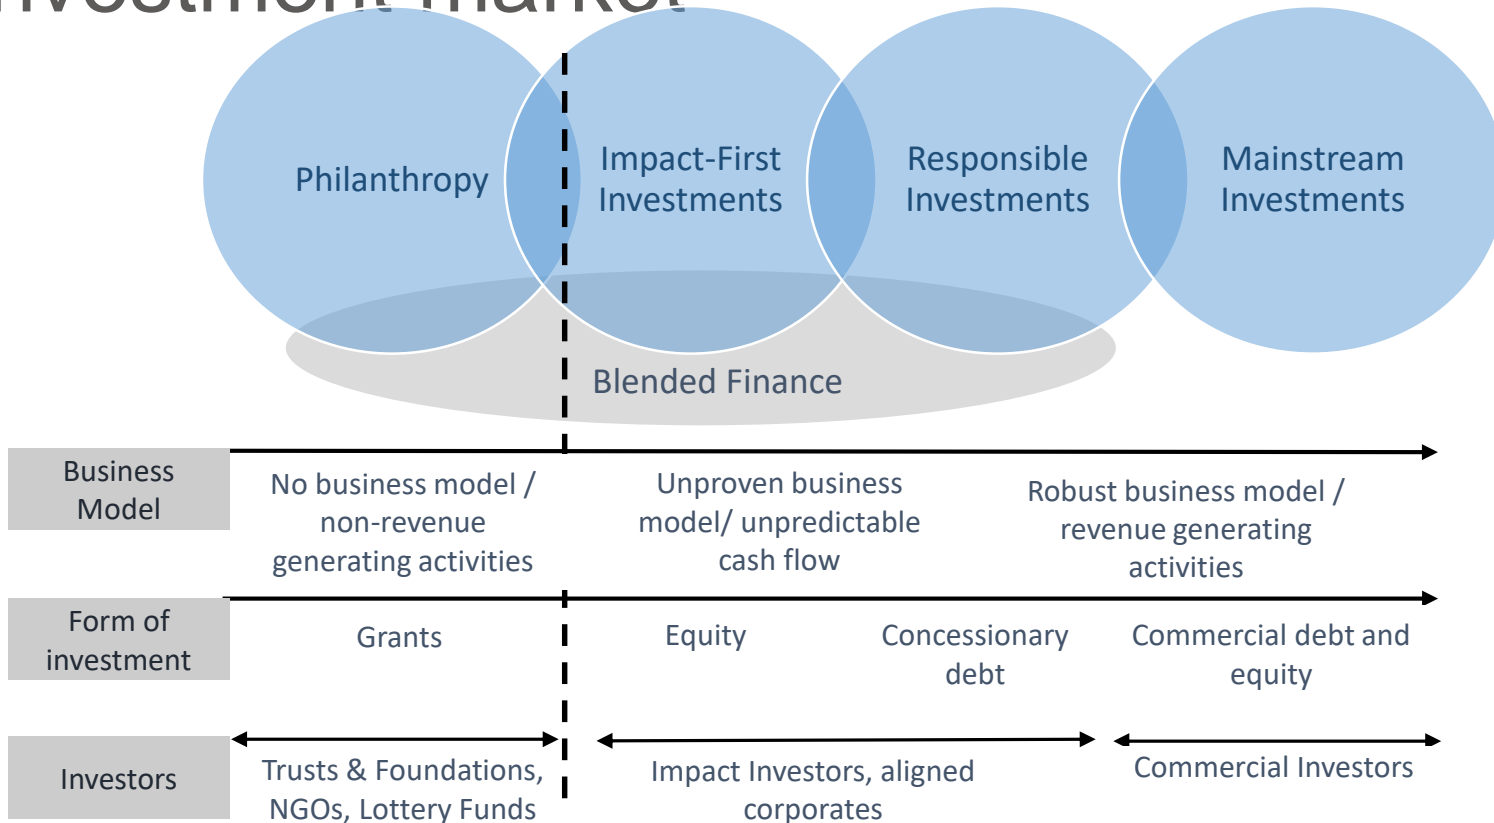 investment market
Philanthropy
Impact-First
Investments
Responsible
Investments
Mainstream
Investments
Blended Finance
Business
Model
No business model /
non-revenue
generating activities
Unproven business
model/ unpredictable
cash flow
Robust business model /
revenue generating
activities
Form of
investment
Grants
Equity
Concessionary
debt
Commercial debt and
equity
Investors
Trusts & Foundations,
NGOs, Lottery Funds
Impact Investors, aligned
corporates
Commercial Investors